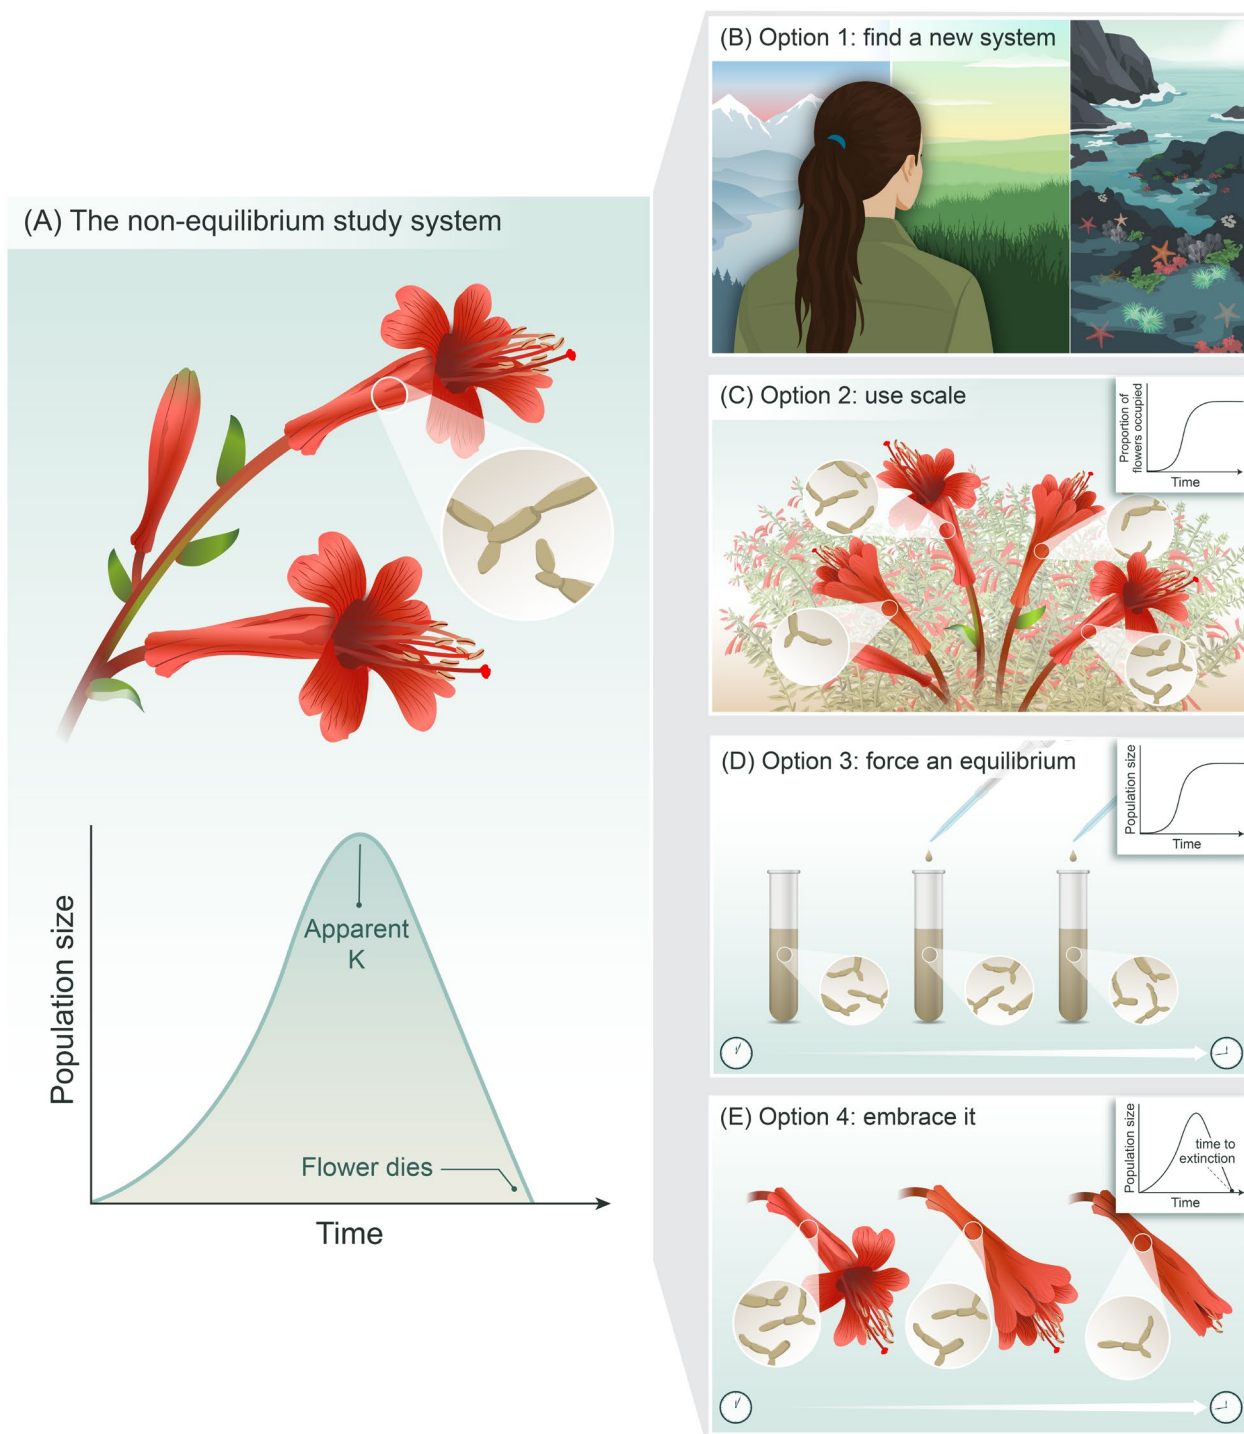 (A) The non-equilibrium study system
Population size
Apparent
K
Flower dies
Time
(B) Option 1: find a new system
(C) Option 2: use scale
Proportion of
flowers occupied
Time
(D) Option 3: force an equilibrium
Population size
Time
(E) Option 4: embrace it
Population size
time to
extinction
Time